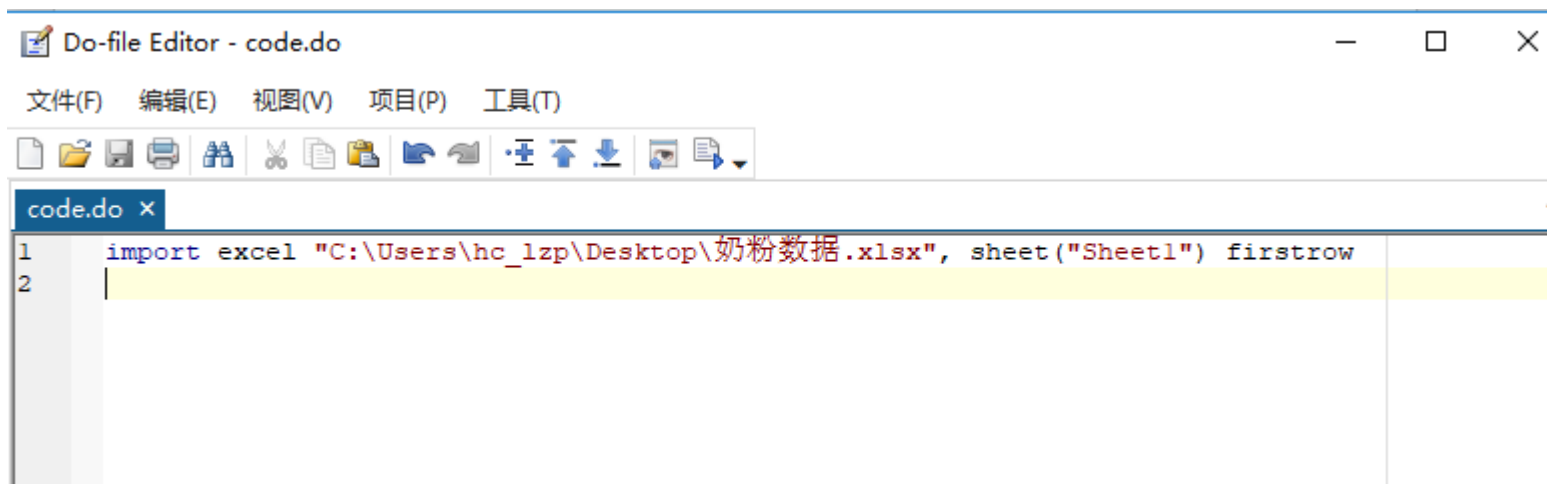 Do-file Editor - code.do
文件(F) 编辑(E) 视图(V) 项目(P) 工具(T)
code.do ×
1 import excel "C:\Users\hc_lzp\Desktop\奶粉数据.xlsx", sheet("Sheet1") firstrow
2